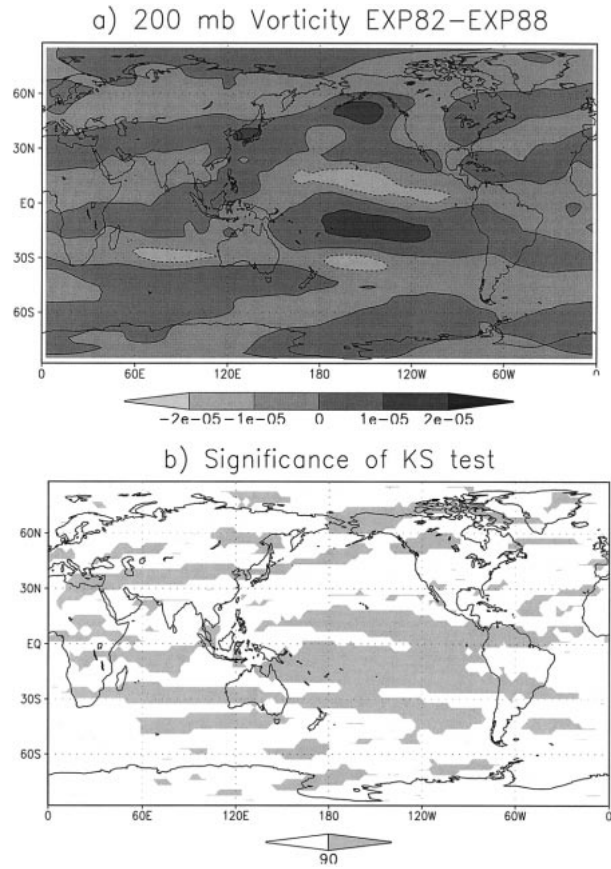 a) 200 mb Vorticity EXP82-EXP88
60N
30N
EQ
30S
60S
0 60E 120E 180 120W 60W 0
-2e-05 -1e-05 0 1e-05 2e-05
b) Significance of KS test
60N
30N
EQ
30S
60S
0 60E 120E 180 120W 60W 0
90